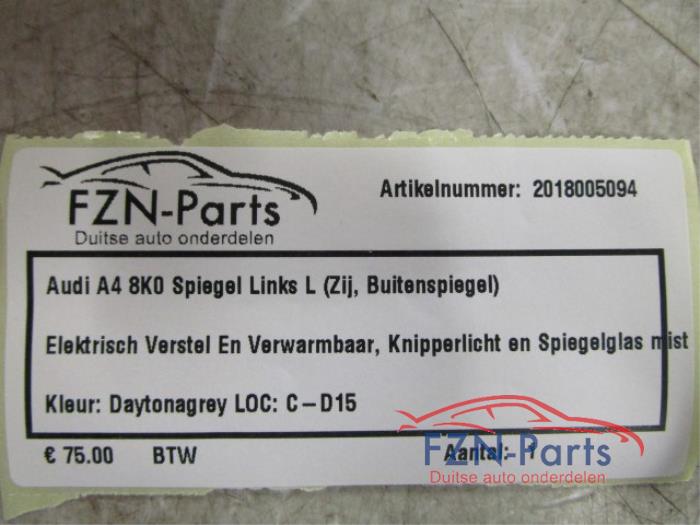 FZN-Parts
Duitse auto onderdelen
Artikelnummer: 2018005094
Audi A4 8K0 Spiegel Links L (Zij, Buitenspiegel)
Elektrisch Verstel En Verwarmbaar, Knipperlicht en Spiegelglas mist
Kleur: Daytonagrey LOC: C-D15
€ 75.00 BTW
Aantal: 1
FZN-Parts
Duitse auto onderdelen